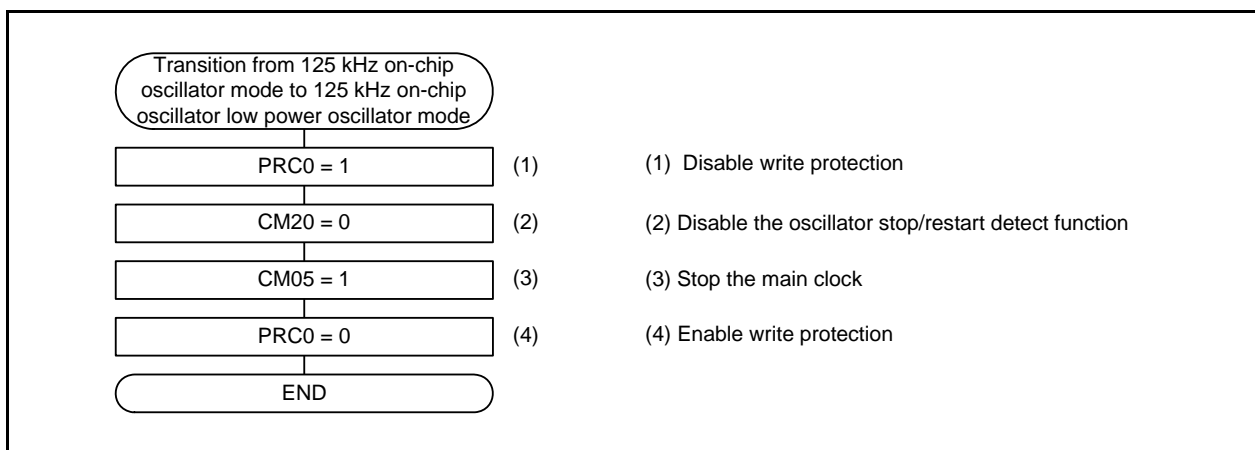 Transition from 125 kHz on-chip
oscillator mode to 125 kHz on-chip
oscillator low power oscillator mode
PRC0 = 1 (1) (1) Disable write protection
CM20 = 0 (2) (2) Disable the oscillator stop/restart detect function
CM05 = 1 (3) (3) Stop the main clock
PRC0 = 0 (4) (4) Enable write protection
END